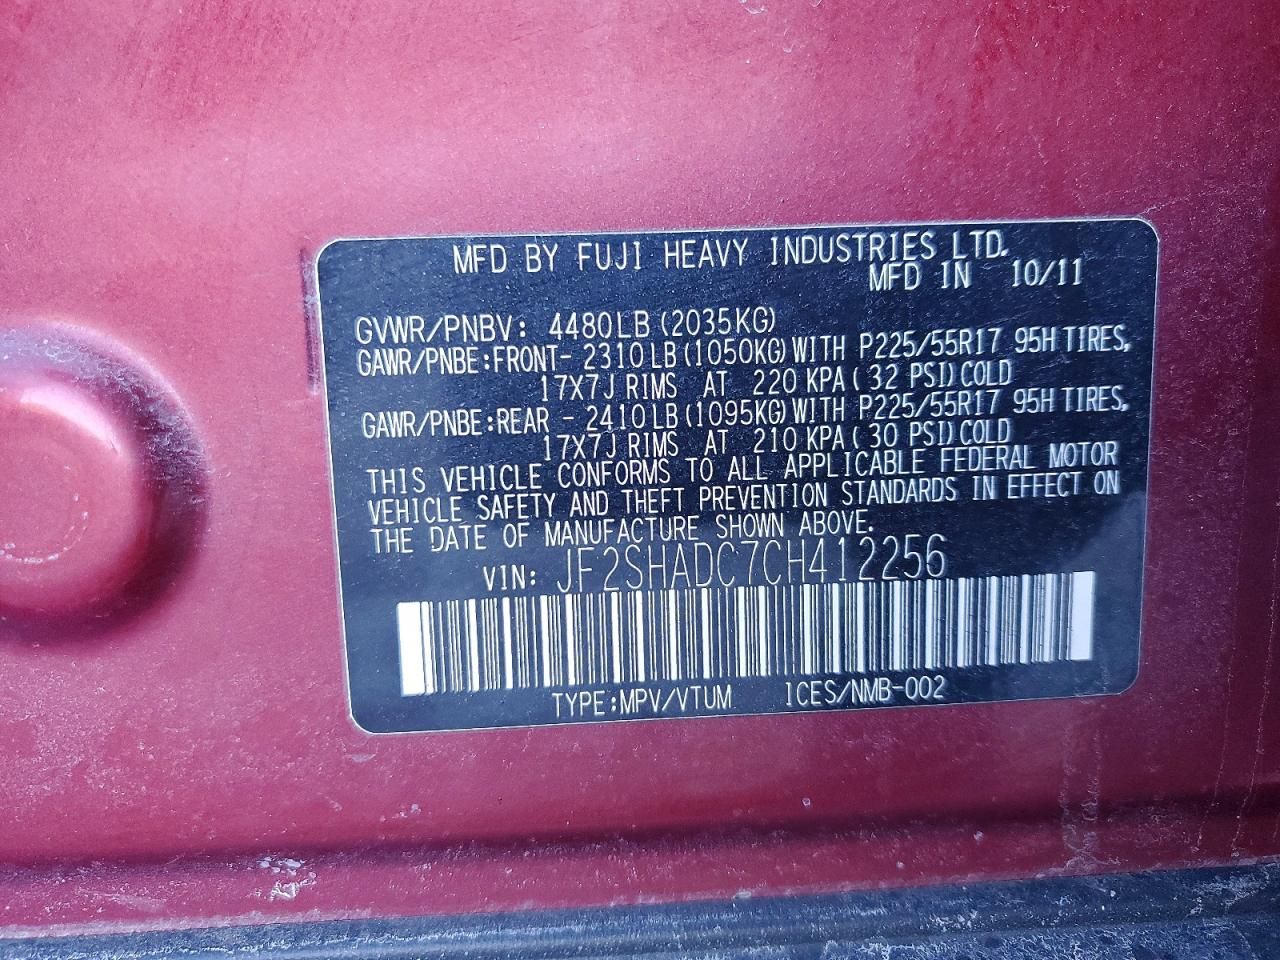 MFD BY FUJI HEAVY INDUSTRIES LTD.
MFD IN 10/11
GVWR/PNBV: 4480LB (2035KG)
GAWR/PNBE:FRONT- 2310LB (1050KG) WITH P225/55R17 95H TIRES,
17X7J RIMS AT 220 KPA ( 32 PSI) COLD
GAWR/PNBE:REAR - 2410LB (1095KG) WITH P225/55R17 95H TIRES,
17X7J RIMS AT 210 KPA ( 30 PSI) COLD
THIS VEHICLE CONFORMS TO ALL APPLICABLE FEDERAL MOTOR
VEHICLE SAFETY AND THEFT PREVENTION STANDARDS IN EFFECT ON
THE DATE OF MANUFACTURE SHOWN ABOVE.
VIN: JF2SHADC7CH412256
TYPE:MPV/VTUM ICES/NMB-002